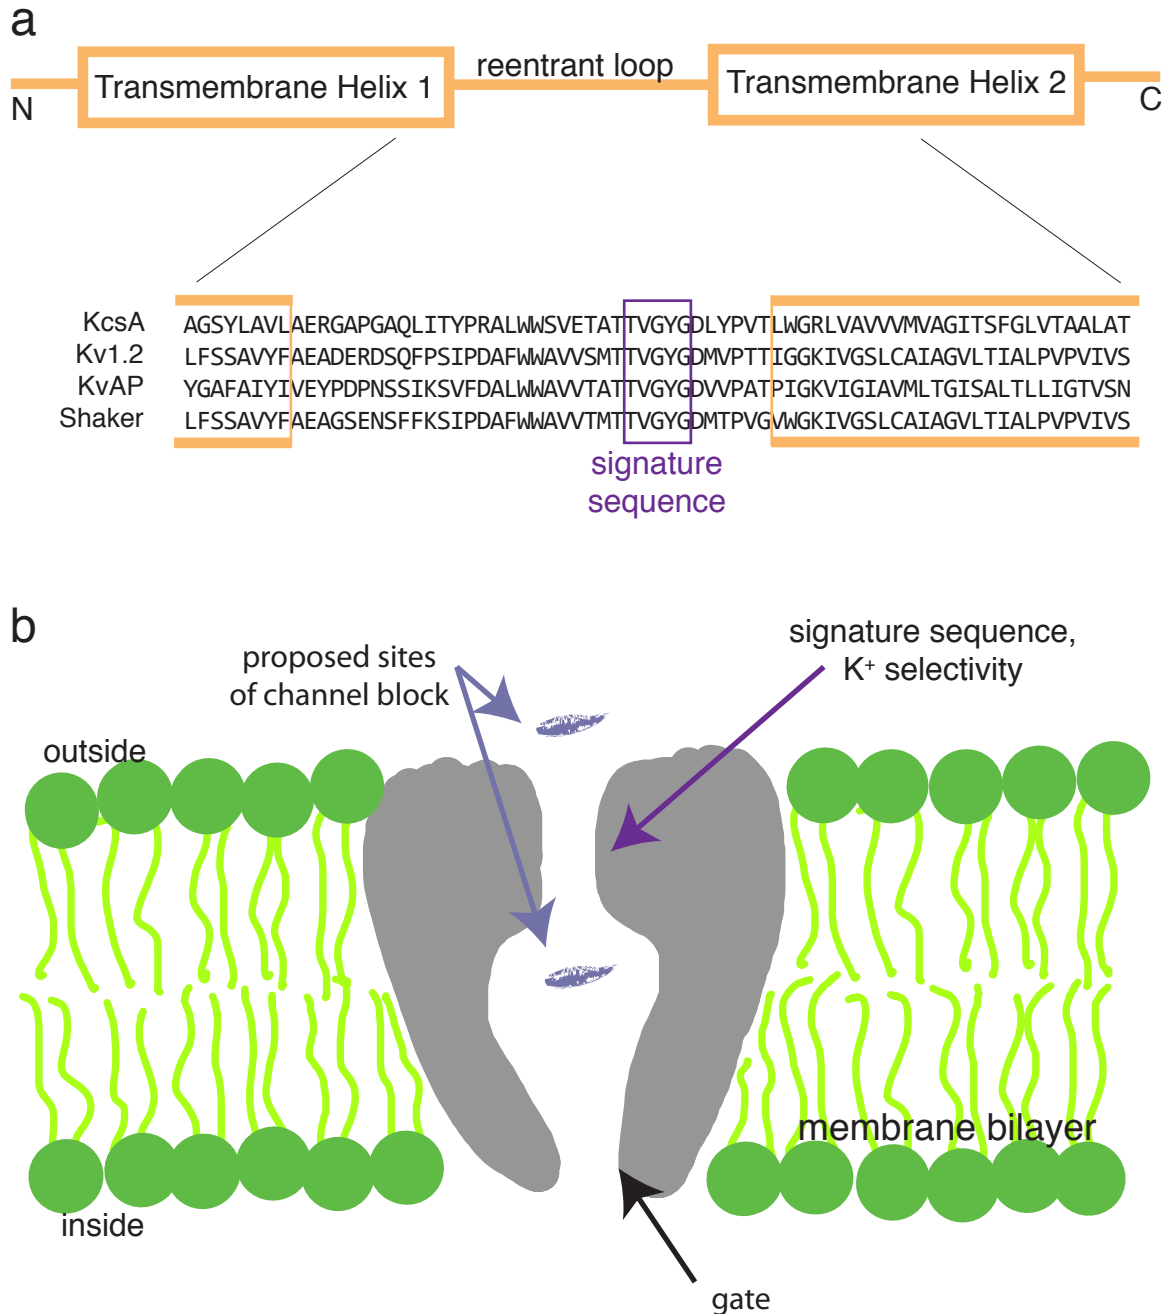 a
Transmembrane Helix 1
reentrant loop
Transmembrane Helix 2
N
C
KcsA AGSYLAVLAERGAPGAQLITYPRALWWSVETATTVGYGDLYPVTLWGRLVAVVVMVAGITSFGLVTAALAT
Kv1.2 LFSSAVYFAEADERDSQFPSIPDAFWWAVVSMTTVGYGDMVPTTIGGKIVGSLCAIAGVLTIALPVPVIVS
KvAP YGAFAIYIVEYPDPNSSIKSVFDALWWAVVTATTVGYGDVVPATPIGKVIGIAVMLTGISALTLLIGTVSN
Shaker LFSSAVYFAEAGSENSFFKSIPDAFWWAVVTMTTVGYGDMTPVGVWGKIVGSLCAIAGVLTIALPVPVIVS
signature
sequence
b
proposed sites
of channel block
signature sequence,
K⁺ selectivity
outside
membrane bilayer
inside
gate